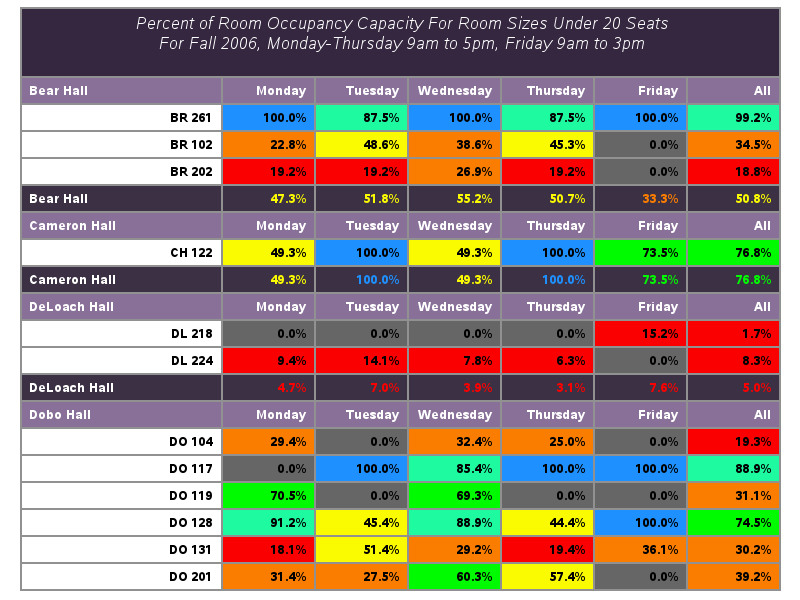 Percent of Room Occupancy Capacity For Room Sizes Under 20 Seats
For Fall 2006, Monday-Thursday 9am to 5pm, Friday 9am to 3pm
Bear Hall Monday Tuesday Wednesday Thursday Friday All
BR 261 100.0% 87.5% 100.0% 87.5% 100.0% 99.2%
BR 102 22.8% 48.6% 38.6% 45.3% 0.0% 34.5%
BR 202 19.2% 19.2% 26.9% 19.2% 0.0% 18.8%
Bear Hall 47.3% 51.8% 55.2% 50.7% 33.3% 50.8%
Cameron Hall Monday Tuesday Wednesday Thursday Friday All
CH 122 49.3% 100.0% 49.3% 100.0% 73.5% 76.8%
Cameron Hall 49.3% 100.0% 49.3% 100.0% 73.5% 76.8%
DeLoach Hall Monday Tuesday Wednesday Thursday Friday All
DL 218 0.0% 0.0% 0.0% 0.0% 15.2% 1.7%
DL 224 9.4% 14.1% 7.8% 6.3% 0.0% 8.3%
DeLoach Hall 4.7% 7.0% 3.9% 3.1% 7.6% 5.0%
Dobo Hall Monday Tuesday Wednesday Thursday Friday All
DO 104 29.4% 0.0% 32.4% 25.0% 0.0% 19.3%
DO 117 0.0% 100.0% 85.4% 100.0% 100.0% 88.9%
DO 119 70.5% 0.0% 69.3% 0.0% 0.0% 31.1%
DO 128 91.2% 45.4% 88.9% 44.4% 100.0% 74.5%
DO 131 18.1% 51.4% 29.2% 19.4% 36.1% 30.2%
DO 201 31.4% 27.5% 60.3% 57.4% 0.0% 39.2%